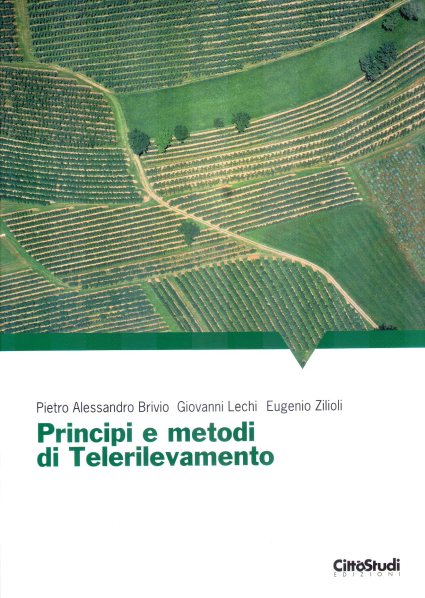 Pietro Alessandro Brivio Giovanni Lechi Eugenio Zilioli
Principi e metodi
di Telerilevamento
CittàStudi
EDIZIONI